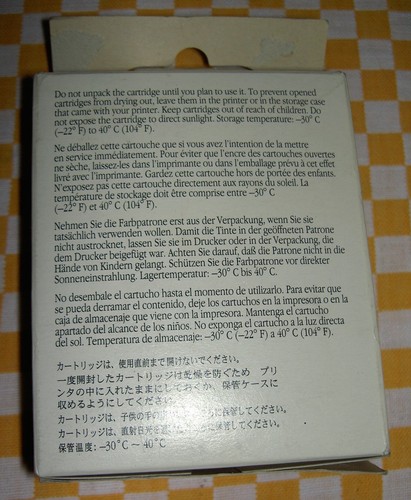 Do not unpack the cartridge until you plan to use it. To prevent opened
cartridges from drying out, leave them in the printer or in the storage case
that came with your printer. Keep cartridges out of reach of children. Do
not expose the cartridge to direct sunlight. Storage temperature: –30° C
(–22° F) to 40° C (104° F).
Ne déballez cette cartouche que si vous avez l'intention de la mettre
en service immédiatement. Pour éviter que l'encre des cartouches ouvertes
ne sèche, laissez-les dans l'imprimante ou dans l'emballage prévu à cet effet
livré avec l'imprimante. Gardez cette cartouche hors de portée des enfants.
N'exposez pas cette cartouche directement aux rayons du soleil. La
température de stockage doit être comprise entre –30° C
(–22° F) et 40° C (104° F).
Nehmen Sie die Farbpatrone erst aus der Verpackung, wenn Sie sie
tatsächlich verwenden wollen. Damit die Tinte in der geöffneten Patrone
nicht austrocknet, lassen Sie sie im Drucker oder in der Verpackung, die
dem Drucker beigefügt war. Achten Sie darauf, daß die Patrone nicht in die
Hände von Kindern gelangt. Schützen Sie die Farbpatrone vor direkter
Sonneneinstrahlung. Lagertemperatur: –30° C bis 40° C.
No desembale el cartucho hasta el momento de utilizarlo. Para evitar que
se pueda derramar el contenido, deje los cartuchos en la impresora o en la
caja de almacenaje que viene con la impresora. Mantenga el cartucho
apartado del alcance de los niños. No exponga el cartucho a la luz directa
del sol. Temperatura de almacenaje: –30° C (–22° F) a 40° C (104° F).
カートリッジは、使用直前まで開けないでください。
一度開封したカートリッジは乾燥を防ぐため プリ
ンタの中に入れたままにしておくか、保管ケースに
収めるようにしてください。
カートリッジは、子供の手の に保管してください。
カートリッジは、直射日光を 保管してください。
保管温度: –30˚C ～ 40˚C